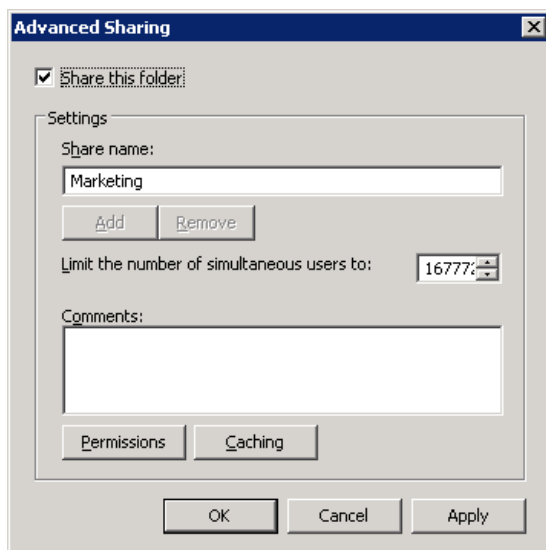 Advanced Sharing
Share this folder
Settings
Share name:
Marketing
Add Remove
Limit the number of simultaneous users to:
Comments:
Permissions Caching
OK Cancel Apply